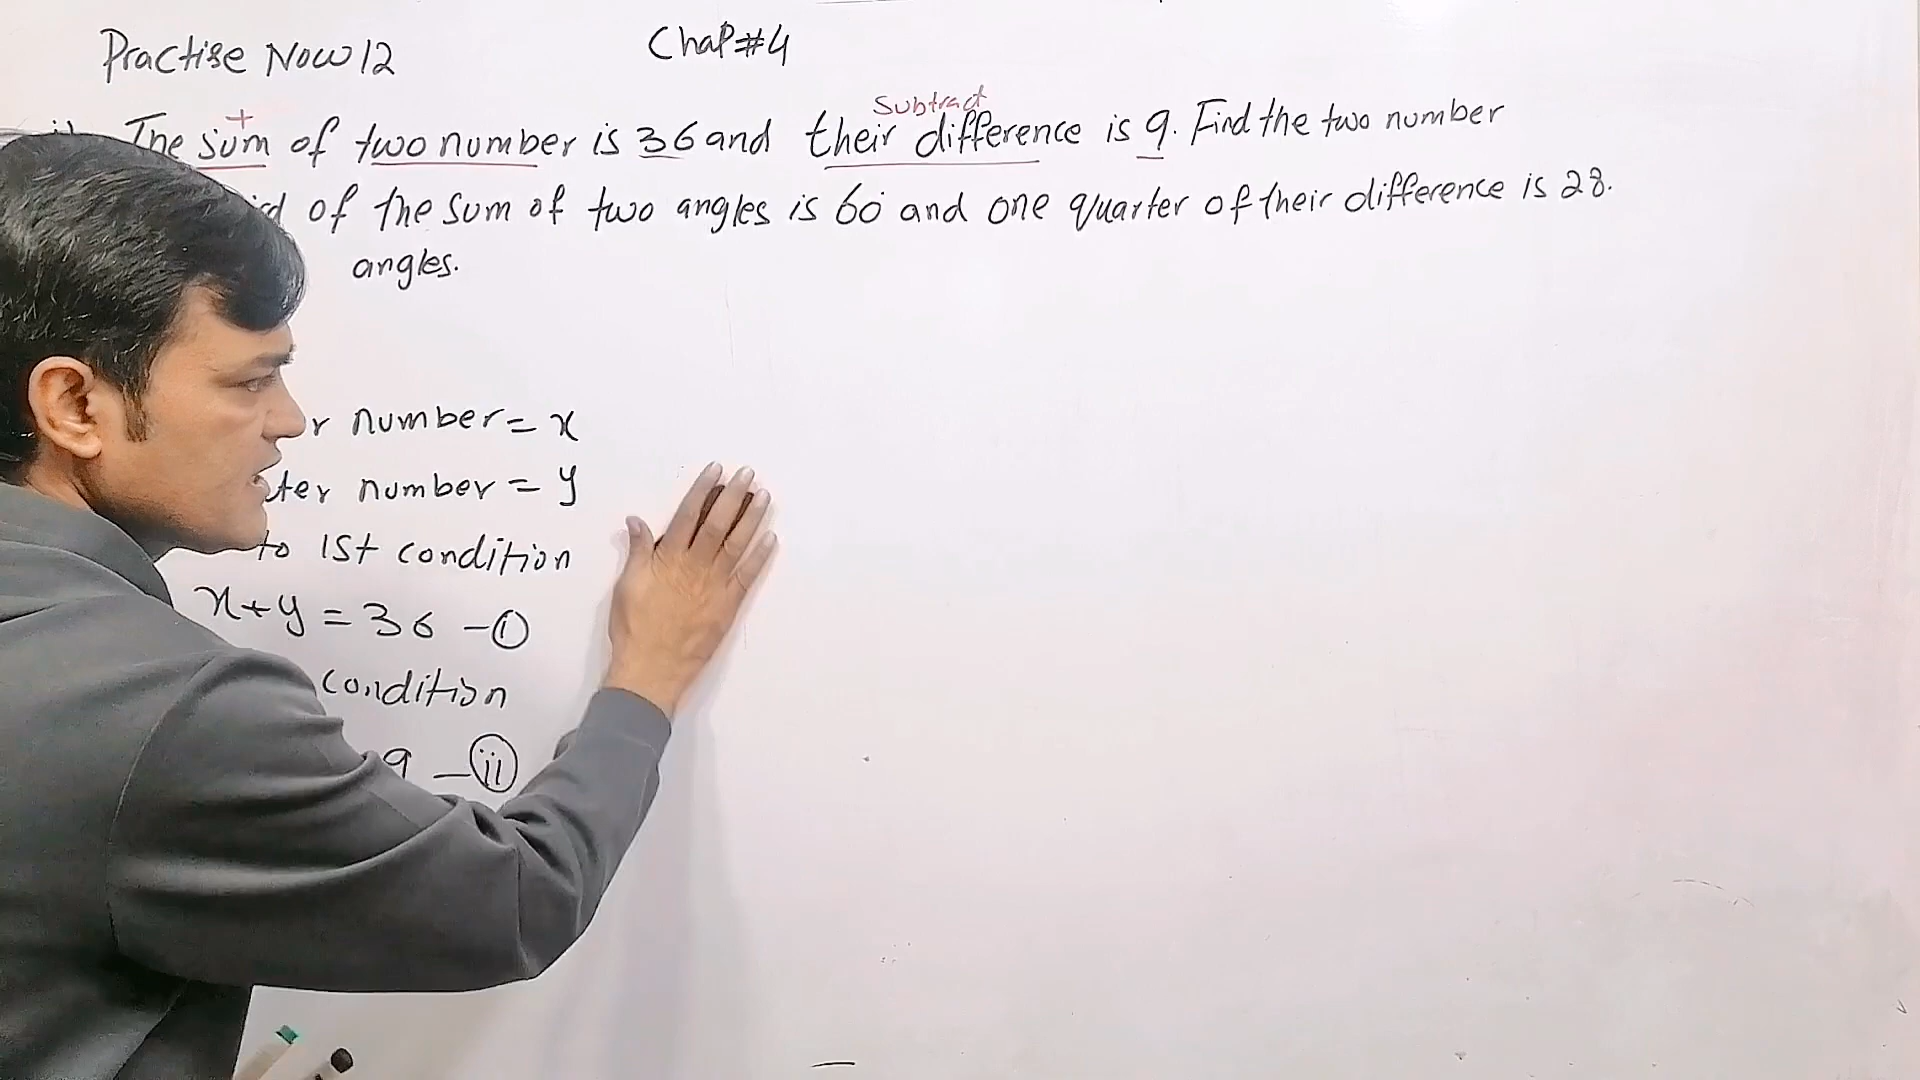 Practise Now 12
Chap#4
+
Subtract
The sum of two number is 36 and their difference is 9. Find the two number
of the sum of two angles is 60 and one quarter of their difference is 28.
angles.
number = x
number = y
to 1st condition
x+y = 36 - (i)
condition
9 - (ii)